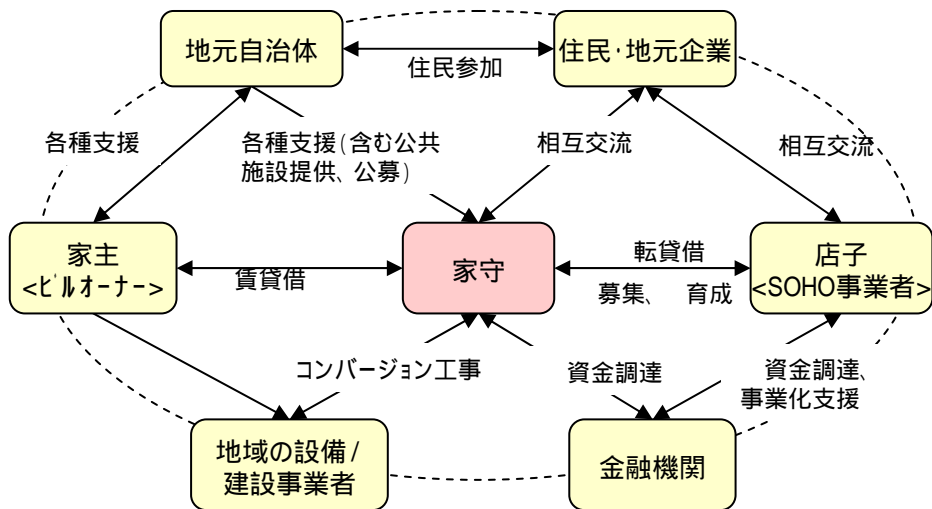 地元自治体
住民・地元企業
住民参加
各種支援
各種支援(含む公共
施設提供、公募)
相互交流
相互交流
家主
<ビルオーナー>
賃貸借
家守
転貸借
募集、 育成
店子
<SOHO事業者>
コンバージョン工事
資金調達
資金調達、
事業化支援
地域の設備/
建設事業者
金融機関